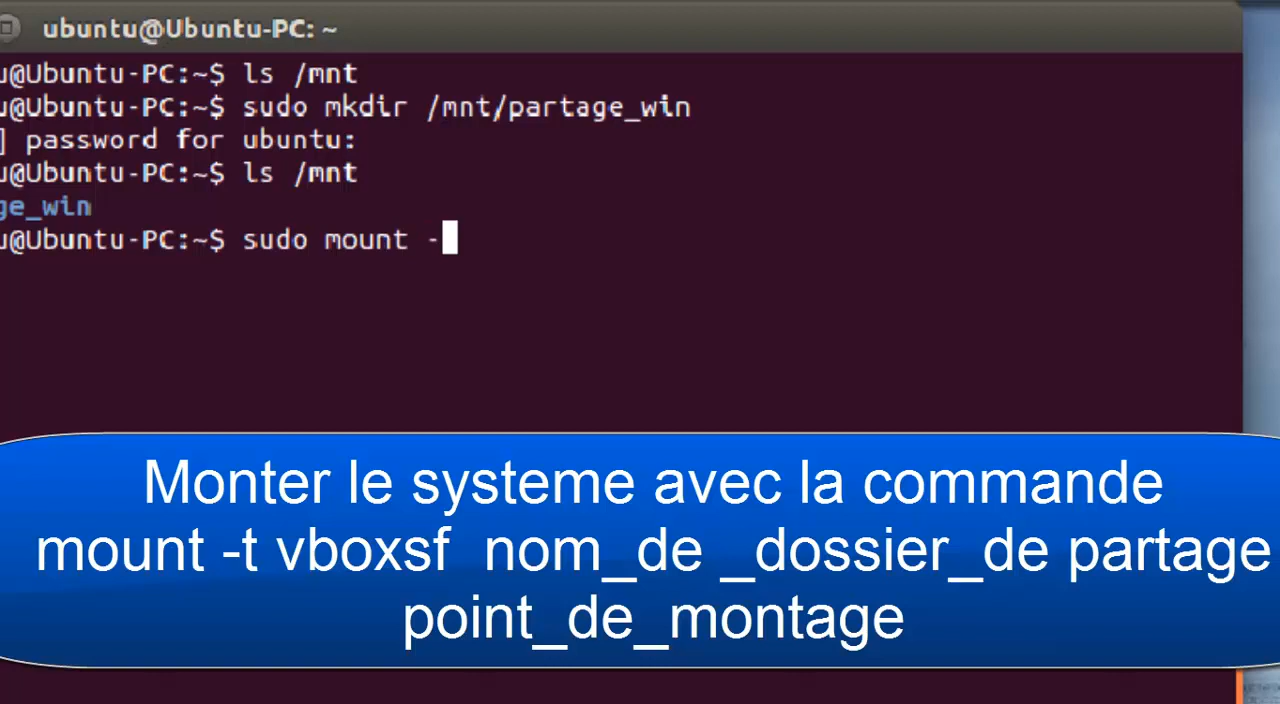 ubuntu@Ubuntu-PC: ~
u@Ubuntu-PC:~$ ls /mnt
u@Ubuntu-PC:~$ sudo mkdir /mnt/partage_win
] password for ubuntu:
u@Ubuntu-PC:~$ ls /mnt
ge_win
u@Ubuntu-PC:~$ sudo mount -
Monter le systeme avec la commande
mount -t vboxsf nom_de _dossier_de partage
point_de_montage